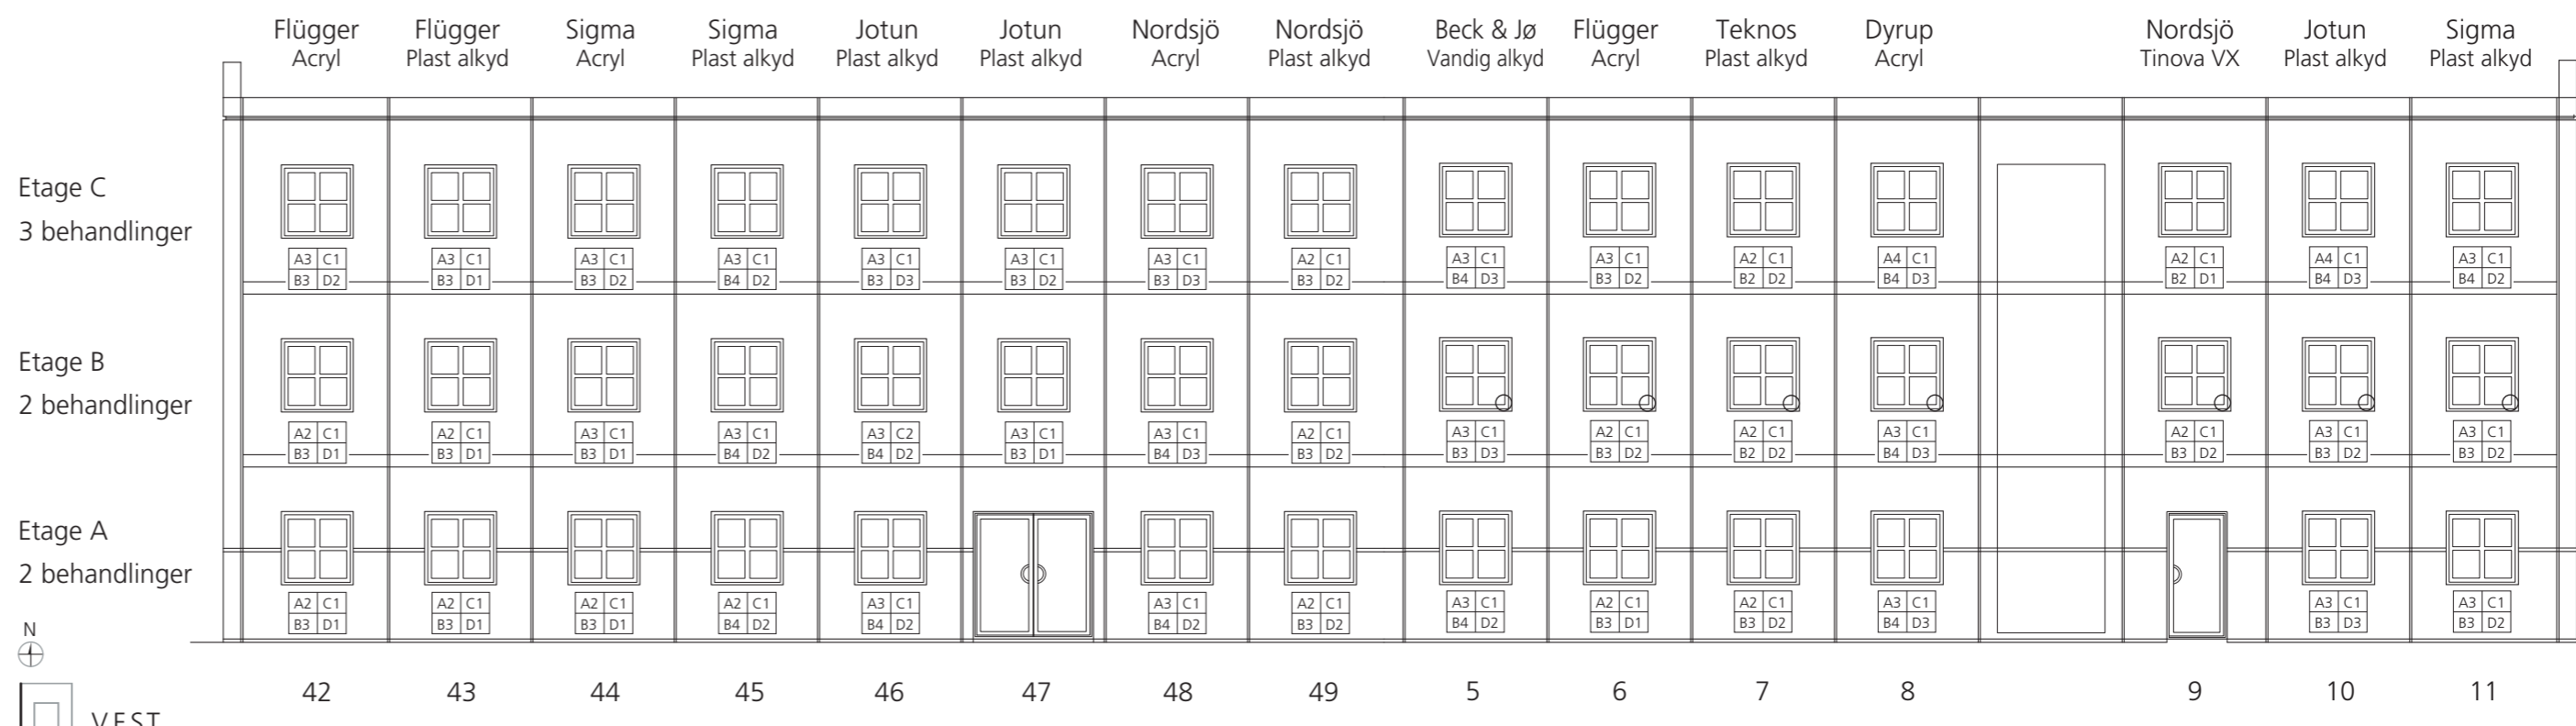 Flügger Flügger Sigma Sigma Jotun Jotun Nordsjö Nordsjö Beck & Jø Flügger Teknos Dyrup Nordsjö Jotun Sigma
Acryl Plast alkyd Acryl Plast alkyd Plast alkyd Plast alkyd Acryl Plast alkyd Vandig alkyd Acryl Plast alkyd Acryl Tinova VX Plast alkyd Plast alkyd
Etage C
3 behandlinger
A3 C1 A3 C1 A3 C1 A3 C1 A3 C1 A3 C1 A3 C1 A2 C1 A3 C1 A3 C1 A2 C1 A4 C1 A2 C1 A4 C1 A3 C1
B3 D2 B3 D1 B3 D2 B4 D2 B3 D3 B3 D2 B3 D3 B3 D2 B4 D3 B3 D2 B2 D2 B4 D3 B2 D1 B4 D3 B4 D2
Etage B
2 behandlinger
A2 C1 A2 C1 A3 C1 A3 C1 A3 C2 A3 C1 A3 C1 A2 C1 A3 C1 A2 C1 A2 C1 A3 C1 A2 C1 A3 C1 A3 C1
B3 D1 B3 D1 B3 D1 B4 D2 B4 D2 B3 D1 B4 D3 B3 D2 B3 D3 B3 D2 B2 D2 B4 D3 B3 D2 B3 D2 B3 D2
Etage A
2 behandlinger
A2 C1 A2 C1 A2 C1 A2 C1 A3 C1 A3 C1 A2 C1 A3 C1 A2 C1 A2 C1 A3 C1 A3 C1 A3 C1
B3 D1 B3 D1 B3 D1 B4 D2 B4 D2 B4 D2 B3 D2 B4 D2 B3 D1 B3 D2 B4 D3 B3 D3 B3 D2
N
42 43 44 45 46 47 48 49 5 6 7 8 9 10 11
VEST